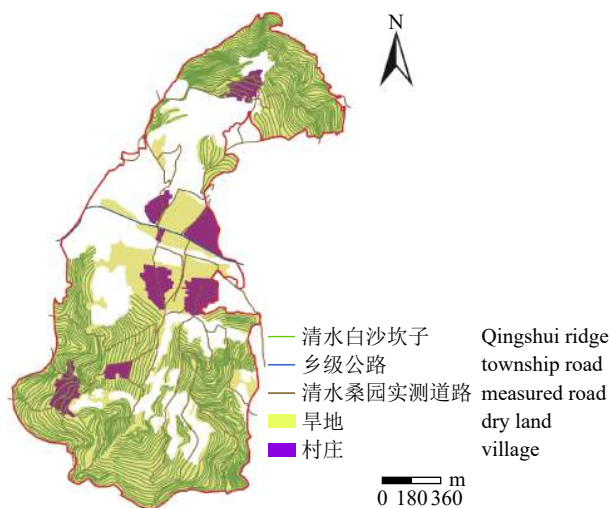 N
清水白沙坎子 Qingshui ridge
乡级公路 township road
清水桑园实测道路 measured road
旱地 dry land
村庄 village
m
0 180 360